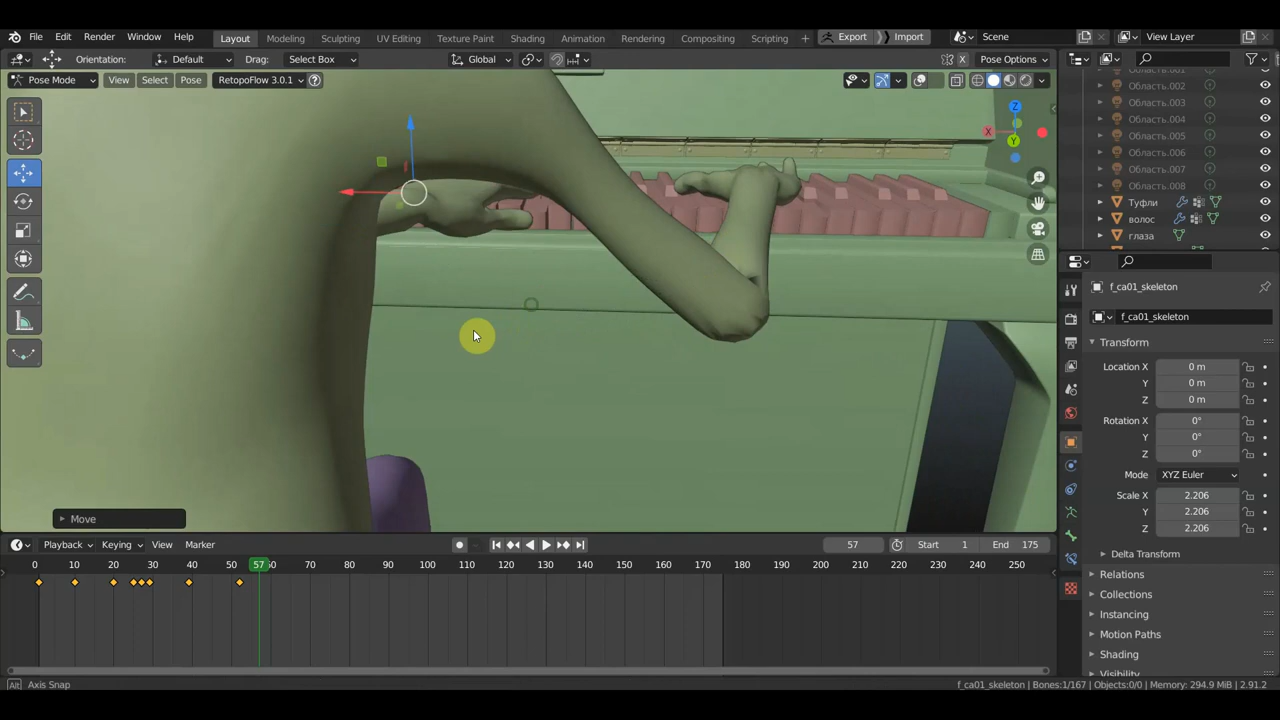 File Edit Render Window Help Layout Modeling Sculpting UV Editing Texture Paint Shading Animation Rendering Compositing Scripting + Export Import Scene View Layer
Orientation: Default Drag: Select Box Global Pose Options
Pose Mode View Select Pose RetopoFlow 3.0.1
Область.002
Область.003
Область.004
Область.005
Область.006
Область.007
Область.008
Туфли
волос
глаза
Z
X
Y
f_ca01_skeleton
f_ca01_skeleton
Transform
Location X 0 m
Y 0 m
Z 0 m
Rotation X 0°
Y 0°
Z 0°
Mode XYZ Euler
Scale X 2.206
Y 2.206
Z 2.206
Delta Transform
Relations
Collections
Instancing
Motion Paths
Shading
Visibility
Move
Playback Keying View Marker 57 Start 1 End 175
0 10 20 30 40 50 57 70 80 90 100 110 120 130 140 150 160 170 180 190 200 210 220 230 240 250
Alt Axis Snap f_ca01_skeleton | Bones:1/167 | Objects:0/0 | Memory: 294.9 MiB | 2.91.2